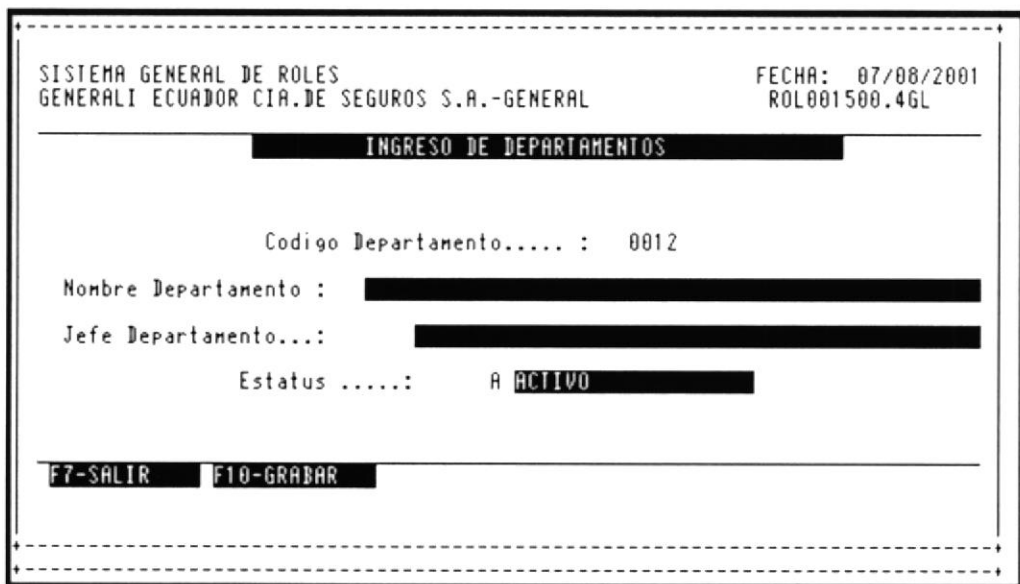 SISTEMA GENERAL DE ROLES FECHA: 07/08/2001
GENERALI ECUADOR CIA.DE SEGUROS S.A.-GENERAL ROL001500.4GL
INGRESO DE DEPARTAMENTOS
Codigo Departamento..... : 0012
Nombre Departamento :
Jefe Departamento...:
Estatus .....: A ACTIVO
F7-SALIR F10-GRABAR